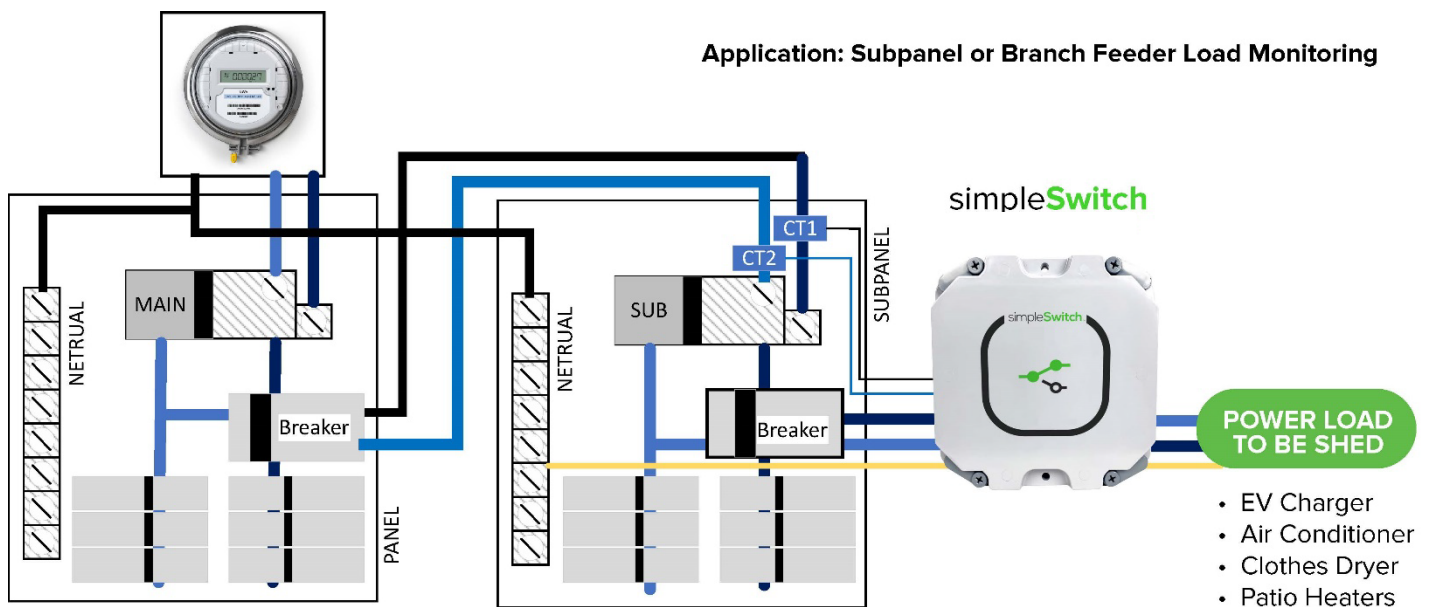 Application: Subpanel or Branch Feeder Load Monitoring
simpleSwitch
CT1
CT2
SUBPANEL
MAIN
SUB
simpleSwitch
NETRUAL
NETRUAL
Breaker
Breaker
POWER LOAD
TO BE SHED
PANEL
• EV Charger
• Air Conditioner
• Clothes Dryer
• Patio Heaters